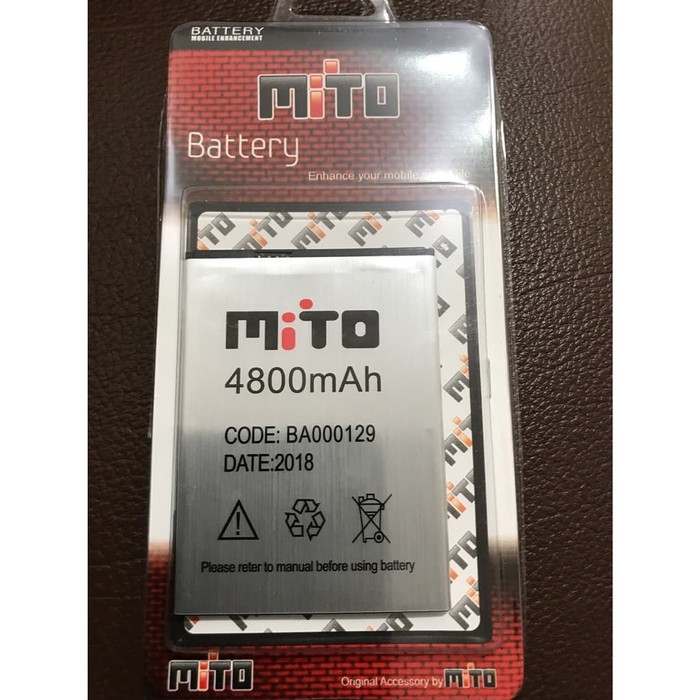 BATTERY
MOBILE ENHANCEMENT
MiTO
Battery
Enhance your mobile
MiTO
4800mAh
CODE: BA000129
DATE:2018
Please refer to manual before using battery
MiTO
Original Accessory by MiTO